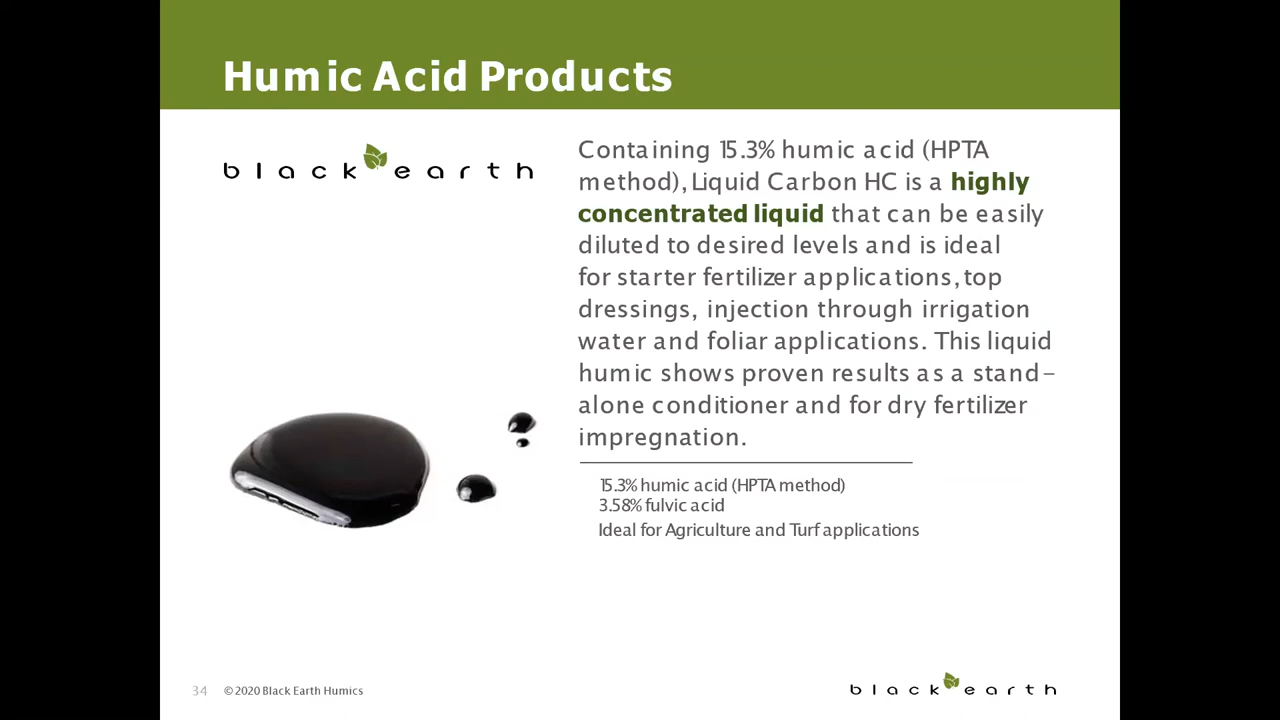 Humic Acid Products
black earth
Containing 15.3% humic acid (HPTA
method), Liquid Carbon HC is a highly
concentrated liquid that can be easily
diluted to desired levels and is ideal
for starter fertilizer applications, top
dressings, injection through irrigation
water and foliar applications. This liquid
humic shows proven results as a stand-
alone conditioner and for dry fertilizer
impregnation.
15.3% humic acid (HPTA method)
3.58% fulvic acid
Ideal for Agriculture and Turf applications
34 © 2020 Black Earth Humics
black earth